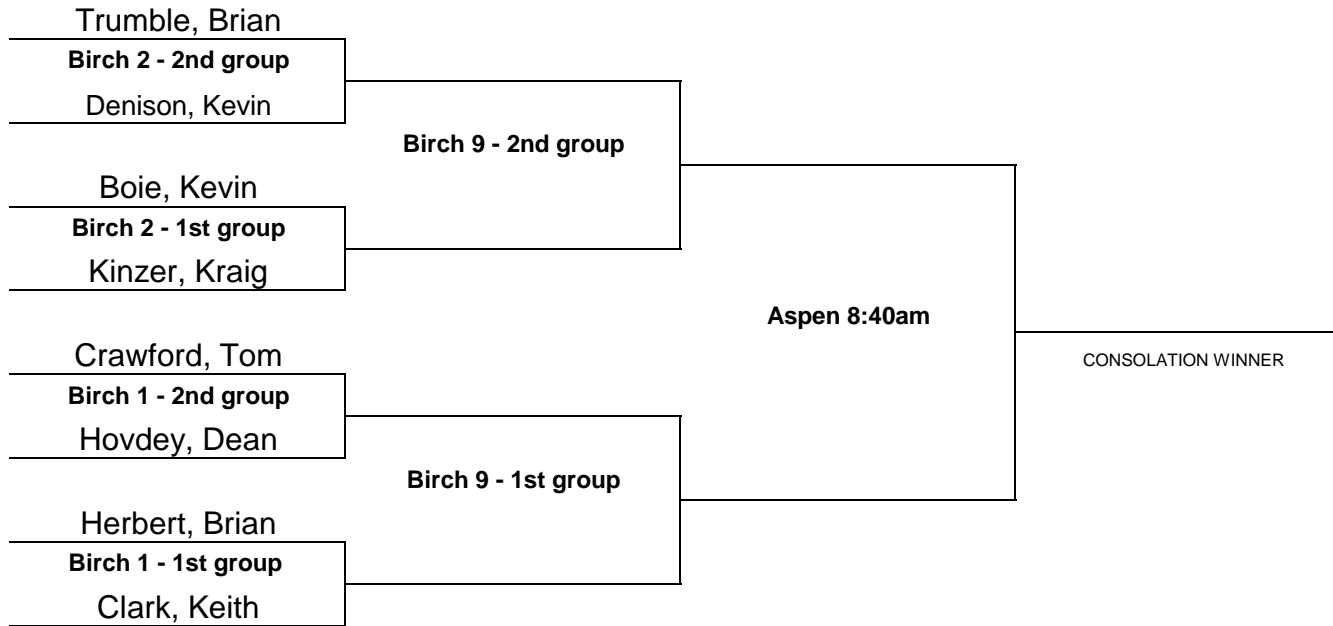 Trumble, Brian
Birch 2 - 2nd group
Denison, Kevin
Birch 9 - 2nd group
Boie, Kevin
Birch 2 - 1st group
Kinzer, Kraig
Aspen 8:40am
CONSOLATION WINNER
Crawford, Tom
Birch 1 - 2nd group
Hovdey, Dean
Birch 9 - 1st group
Herbert, Brian
Birch 1 - 1st group
Clark, Keith